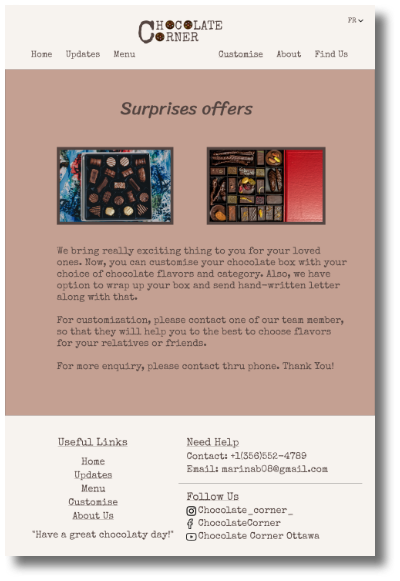 CHOCOLATE
CORNER
FR
Home Updates Menu Customise About Find Us
Surprises offers
We bring really exciting thing to you for your loved
ones. Now, you can customise your chocolate box with your
choice of chocolate flavors and category. Also, we have
option to wrap up your box and send hand-written letter
along with that.
For customization, please contact one of our team member,
so that they will help you to the best to choose flavors
for your relatives or friends.
For more enquiry, please contact thru phone. Thank You!
Useful Links
Home
Updates
Menu
Customise
About Us
"Have a great chocolaty day!"
Need Help
Contact: +1(356)552-4789
Email: marinab08@gmail.com
Follow Us
Chocolate_corner_
ChocolateCorner
Chocolate Corner Ottawa